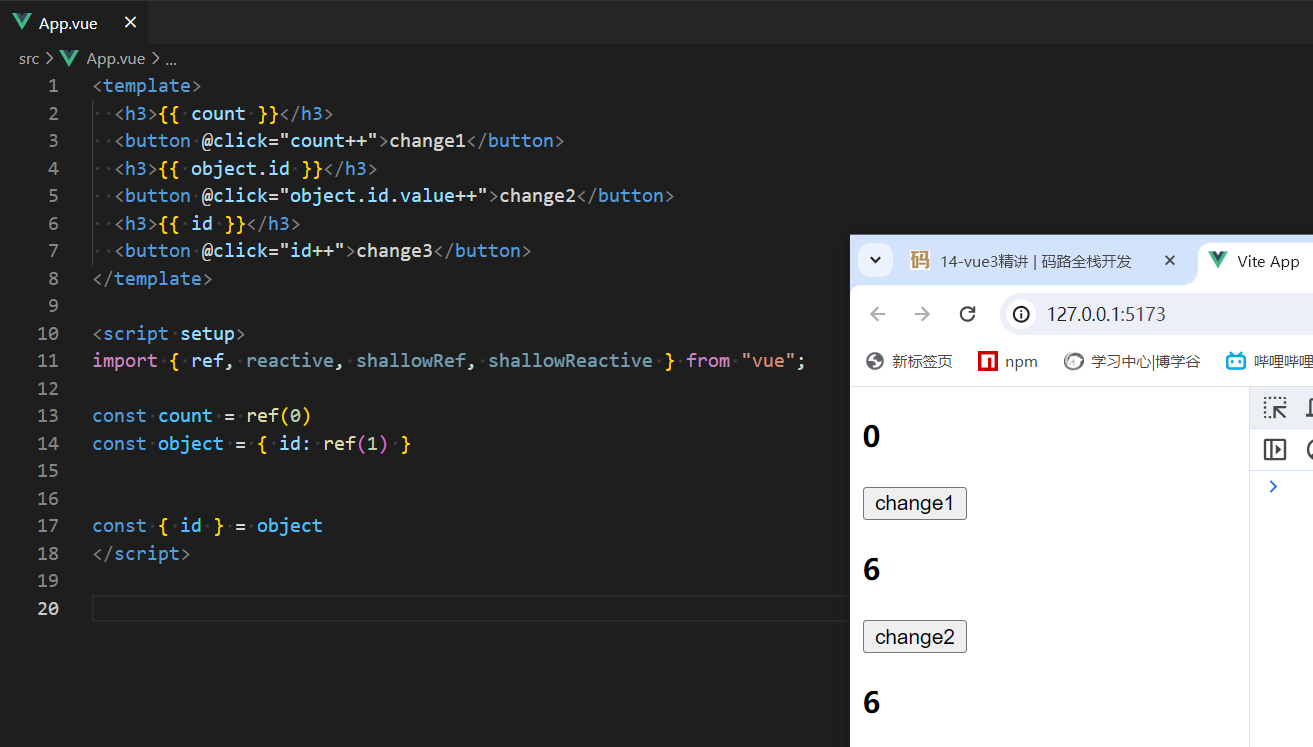 App.vue
src > App.vue > ...
1 <template>
2 <h3>{{ count }}</h3>
3 <button @click="count++">change1</button>
4 <h3>{{ object.id }}</h3>
5 <button @click="object.id.value++">change2</button>
6 <h3>{{ id }}</h3>
7 <button @click="id++">change3</button>
8 </template>
9
10 <script setup>
11 import { ref, reactive, shallowRef, shallowReactive } from "vue";
12
13 const count = ref(0)
14 const object = { id: ref(1) }
15
16
17 const { id } = object
18 </script>
19
20
码 14-vue3精讲 | 码路全栈开发
Vite App
127.0.0.1:5173
新标签页 npm 学习中心|博学谷 哔哩哔哩
0
change1
6
change2
6